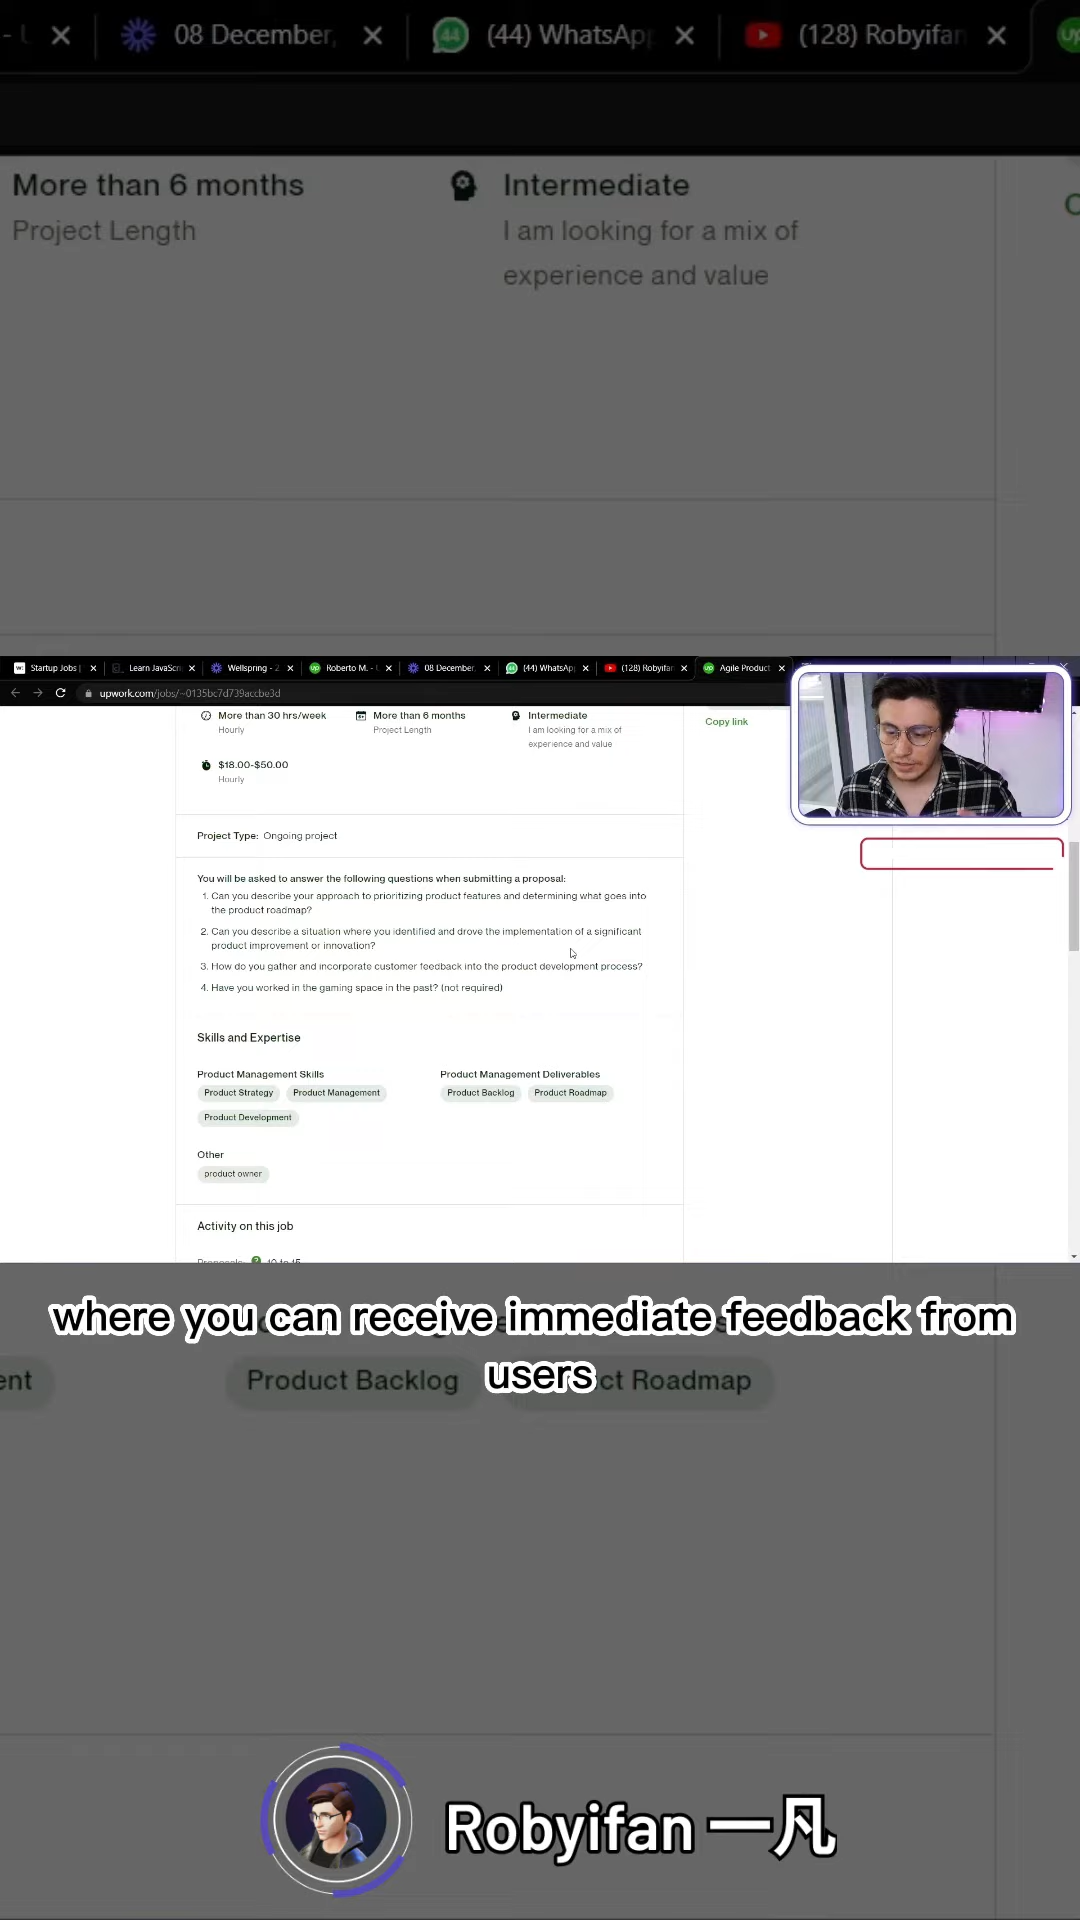 08 December,
(44) WhatsApp
(128) Robyifan
up
More than 6 months
Project Length
Intermediate
I am looking for a mix of
experience and value
Startup Jobs |
Learn JavaScri
Wellspring - 2
Roberto M. -
08 December,
(44) WhatsApp
(128) Robyifan
Agile Product
upwork.com/jobs/~0135bc7d739accbe3d
More than 30 hrs/week
Hourly
More than 6 months
Project Length
Intermediate
I am looking for a mix of
experience and value
Copy link
$18.00-$50.00
Hourly
Project Type: Ongoing project
You will be asked to answer the following questions when submitting a proposal:
1. Can you describe your approach to prioritizing product features and determining what goes into
the product roadmap?
2. Can you describe a situation where you identified and drove the implementation of a significant
product improvement or innovation?
3. How do you gather and incorporate customer feedback into the product development process?
4. Have you worked in the gaming space in the past? (not required)
Skills and Expertise
Product Management Skills
Product Strategy
Product Management
Product Development
Product Management Deliverables
Product Backlog
Product Roadmap
Other
product owner
Activity on this job
Proposals: 10 to 15
where you can receive immediate feedback from
users
ent
Product Backlog
ct Roadmap
Robyifan 一凡